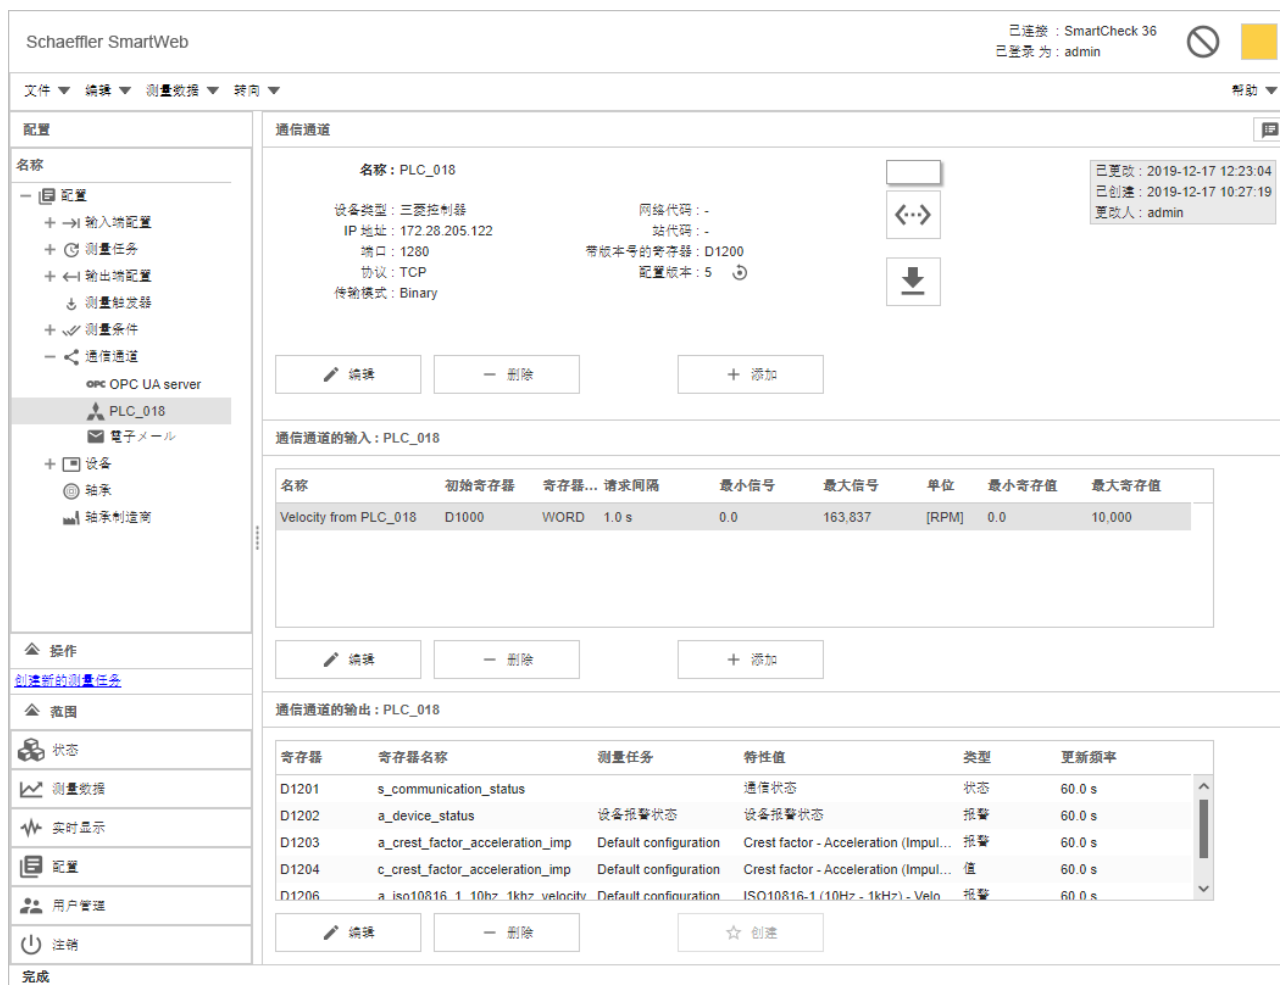 Schaeffler SmartWeb
已连接 : SmartCheck 36
已登录 为 : admin
文件 编辑 测量数据 转向 帮助
配置
名称
配置
输入端配置
测量任务
输出端配置
测量触发器
测量条件
通信通道
OPC OPC UA server
PLC_018
電子メール
设备
轴承
轴承制造商
操作
创建新的测量任务
范围
状态
测量数据
实时显示
配置
用户管理
注销
完成
通信通道
名称 : PLC_018
设备类型 : 三菱控制器
IP 地址 : 172.28.205.122
端口 : 1280
协议 : TCP
传输模式 : Binary
网络代码 : -
站代码 : -
带版本号的寄存器 : D1200
配置版本 : 5
已更改 : 2019-12-17 12:23:04
已创建 : 2019-12-17 10:27:19
更改人 : admin
编辑 删除 添加
通信通道的输入 : PLC_018
名称 初始寄存器 寄存器... 请求间隔 最小信号 最大信号 单位 最小寄存值 最大寄存值
Velocity from PLC_018 D1000 WORD 1.0 s 0.0 163,837 [RPM] 0.0 10,000
编辑 删除 添加
通信通道的输出 : PLC_018
寄存器 寄存器名称 测量任务 特性值 类型 更新频率
D1201 s_communication_status 通信状态 状态 60.0 s
D1202 a_device_status 设备报警状态 设备报警状态 报警 60.0 s
D1203 a_crest_factor_acceleration_imp Default configuration Crest factor - Acceleration (Impul... 报警 60.0 s
D1204 c_crest_factor_acceleration_imp Default configuration Crest factor - Acceleration (Impul... 值 60.0 s
D1206 a_iso10816_1_10hz_1khz_velocity Default configuration ISO10816-1 (10Hz - 1kHz) - Velo... 报警 60.0 s
编辑 删除 创建